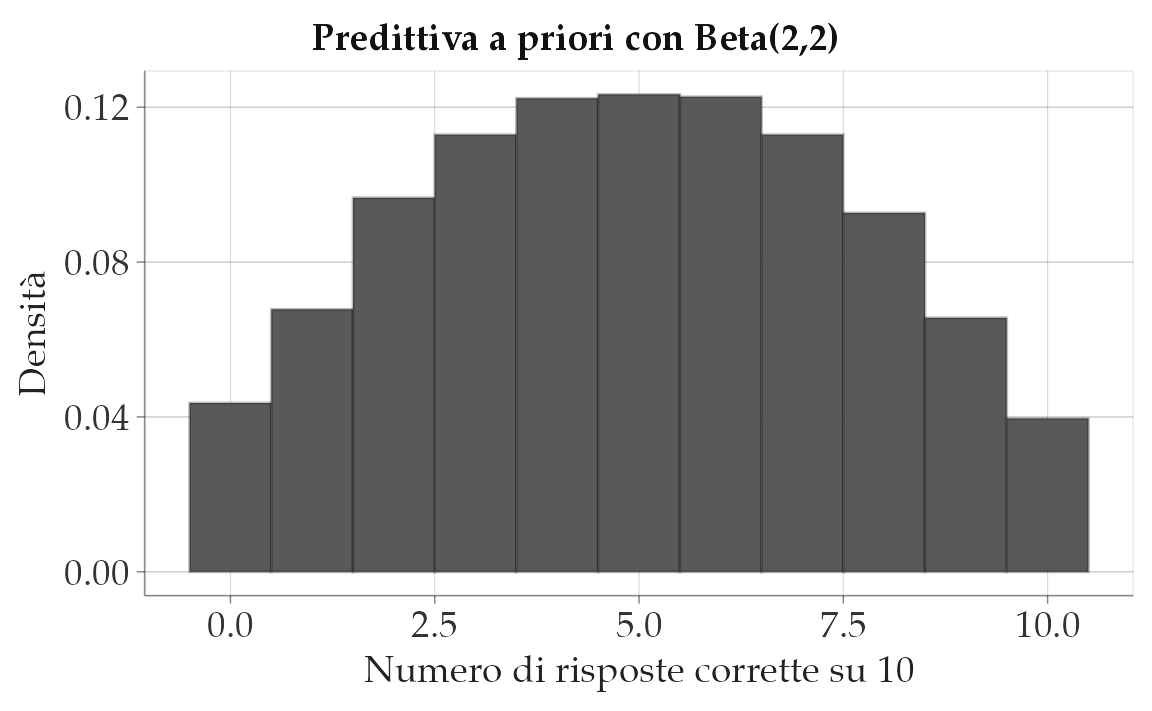 Predittiva a priori con Beta(2,2)
0.12
0.08
0.04
0.00
Densità
0.0 2.5 5.0 7.5 10.0
Numero di risposte corrette su 10